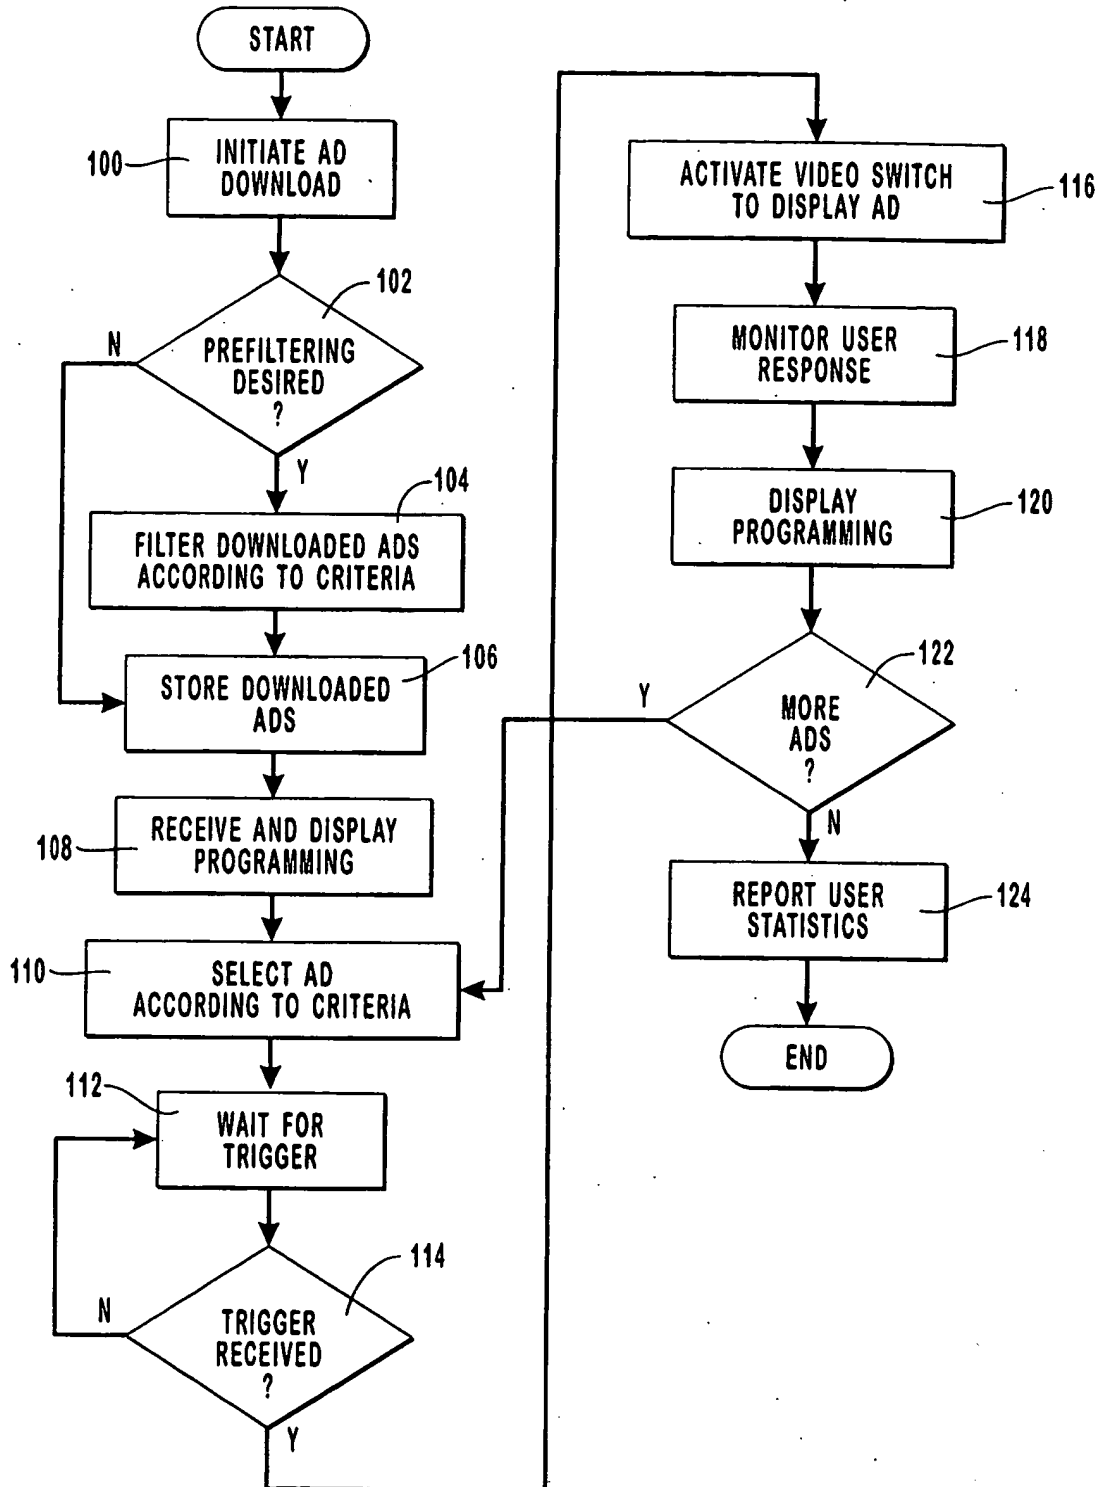 START
100
INITIATE AD
DOWNLOAD
102
N
PREFILTERING
DESIRED
?
Y
104
FILTER DOWNLOADED ADS
ACCORDING TO CRITERIA
106
STORE DOWNLOADED
ADS
108
RECEIVE AND DISPLAY
PROGRAMMING
110
SELECT AD
ACCORDING TO CRITERIA
112
WAIT FOR
TRIGGER
114
N
TRIGGER
RECEIVED
?
Y
ACTIVATE VIDEO SWITCH
TO DISPLAY AD
116
MONITOR USER
RESPONSE
118
DISPLAY
PROGRAMMING
120
122
Y
MORE
ADS
?
N
REPORT USER
STATISTICS
124
END